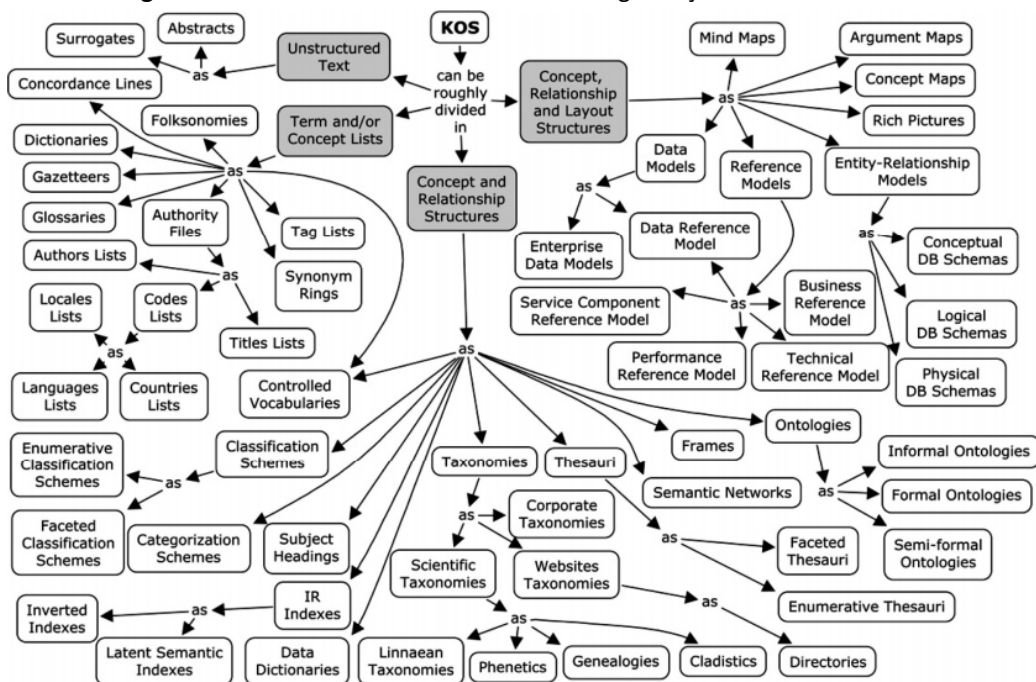 KOS
can be
roughly
divided
in
Unstructured
Text
as
Surrogates
Abstracts
Term and/or
Concept Lists
as
Concordance Lines
Folksonomies
Dictionaries
Gazetteers
Glossaries
Authority
Files
Tag Lists
Synonym
Rings
Authors Lists
as
Codes
Lists
Titles Lists
Locales
Lists
as
Languages
Lists
Countries
Lists
Controlled
Vocabularies
Concept,
Relationship
and Layout
Structures
as
Mind Maps
Argument Maps
Concept Maps
Rich Pictures
Data
Models
Reference
Models
Entity-Relationship
Models
as
Enterprise
Data Models
Data Reference
Model
as
Service Component
Reference Model
Business
Reference
Model
Performance
Reference Model
Technical
Reference Model
as
Conceptual
DB Schemas
Logical
DB Schemas
Physical
DB Schemas
Concept and
Relationship
Structures
as
Classification
Schemes
as
Enumerative
Classification
Schemes
Faceted
Classification
Schemes
Categorization
Schemes
Subject
Headings
IR
Indexes
as
Inverted
Indexes
Latent Semantic
Indexes
Data
Dictionaries
Taxonomies
as
Corporate
Taxonomies
Scientific
Taxonomies
Websites
Taxonomies
as
Linnaean
Taxonomies
Phenetics
Genealogies
Cladistics
as
Directories
Thesauri
as
Faceted
Thesauri
Enumerative Thesauri
Semantic Networks
Frames
Ontologies
as
Informal Ontologies
Formal Ontologies
Semi-formal
Ontologies